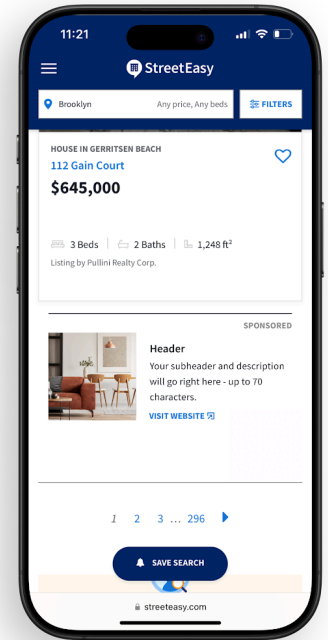 11:21
StreetEasy
Brooklyn Any price, Any beds FILTERS
HOUSE IN GERRITSEN BEACH
112 Gain Court
$645,000
3 Beds 2 Baths 1,248 ft²
Listing by Pullini Realty Corp.
SPONSORED
Header
Your subheader and description
will go right here - up to 70
characters.
VISIT WEBSITE
1 2 3 ... 296
SAVE SEARCH
streeteasy.com